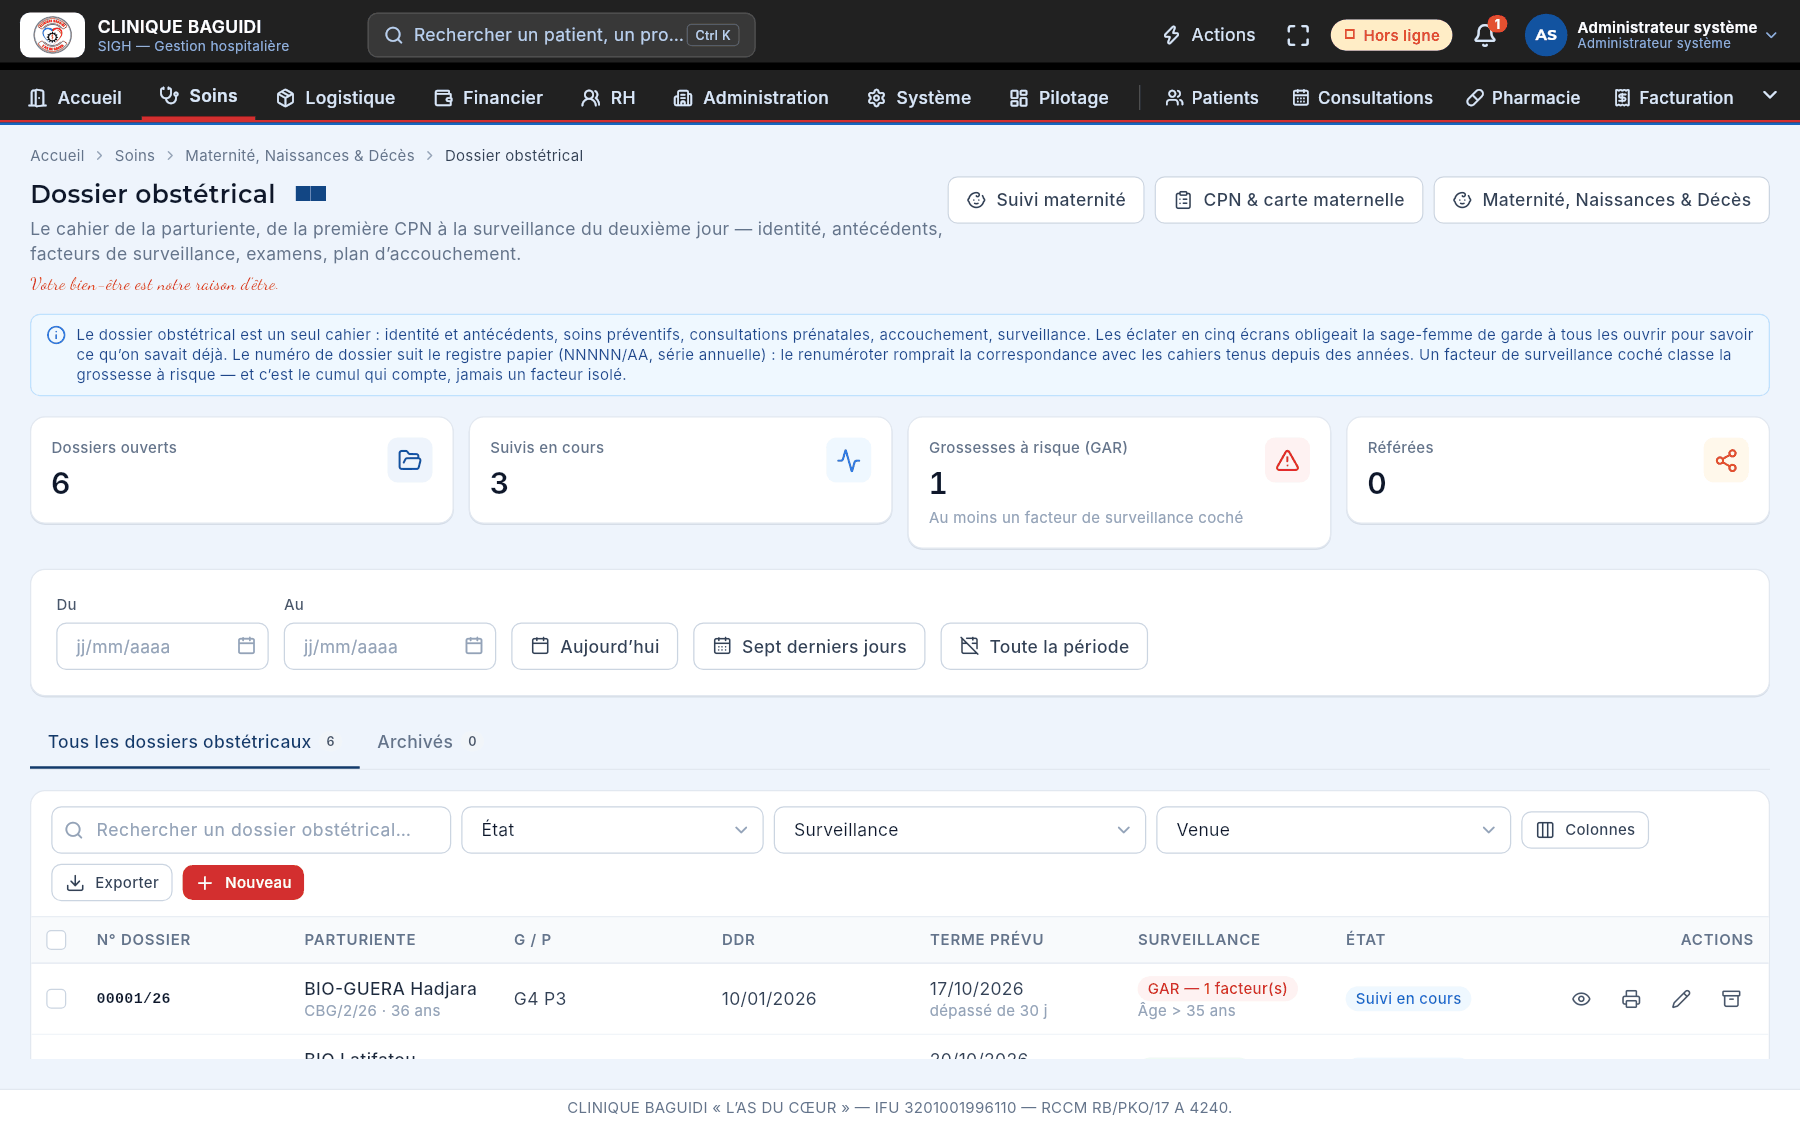 CLINIQUE BAGUIDI
SIGH — Gestion hospitalière
Rechercher un patient, un pro... Ctrl K
Actions
Hors ligne
1
AS
Administrateur système
Administrateur système
Accueil
Soins
Logistique
Financier
RH
Administration
Système
Pilotage
Patients
Consultations
Pharmacie
Facturation
Accueil > Soins > Maternité, Naissances & Décès > Dossier obstétrical
Dossier obstétrical
Le cahier de la parturiente, de la première CPN à la surveillance du deuxième jour — identité, antécédents,
facteurs de surveillance, examens, plan d’accouchement.
Votre bien-être est notre raison d'être.
Suivi maternité
CPN & carte maternelle
Maternité, Naissances & Décès
Le dossier obstétrical est un seul cahier : identité et antécédents, soins préventifs, consultations prénatales, accouchement, surveillance. Les éclater en cinq écrans obligeait la sage-femme de garde à tous les ouvrir pour savoir
ce qu’on savait déjà. Le numéro de dossier suit le registre papier (NNNNN/AA, série annuelle) : le renuméroter romprait la correspondance avec les cahiers tenus depuis des années. Un facteur de surveillance coché classe la
grossesse à risque — et c’est le cumul qui compte, jamais un facteur isolé.
Dossiers ouverts
6
Suivis en cours
3
Grossesses à risque (GAR)
1
Au moins un facteur de surveillance coché
Référées
0
Du
jj/mm/aaaa
Au
jj/mm/aaaa
Aujourd’hui
Sept derniers jours
Toute la période
Tous les dossiers obstétricaux 6
Archivés 0
Rechercher un dossier obstétrical...
État
Surveillance
Venue
Colonnes
Exporter
Nouveau
N° DOSSIER
PARTURIENTE
G / P
DDR
TERME PRÉVU
SURVEILLANCE
ÉTAT
ACTIONS
00001/26
BIO-GUERA Hadjara
CBG/2/26 · 36 ans
G4 P3
10/01/2026
17/10/2026
dépassé de 30 j
GAR — 1 facteur(s)
Âge > 35 ans
Suivi en cours
BIO Latifatou
20/10/2026
CLINIQUE BAGUIDI « L’AS DU CŒUR » — IFU 3201001996110 — RCCM RB/PKO/17 A 4240.